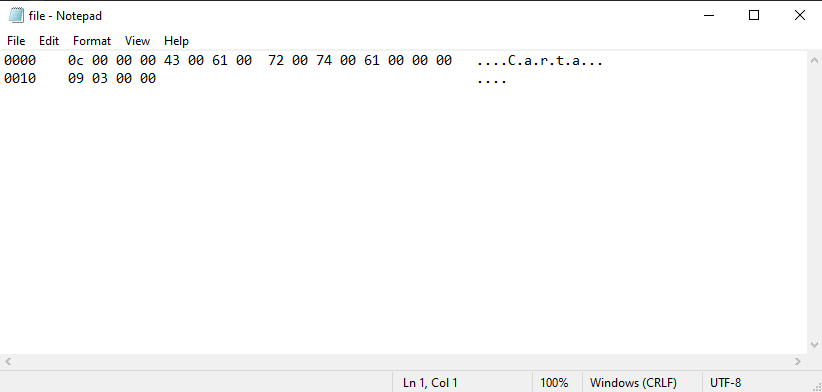 file - Notepad
File Edit Format View Help
0000    0c 00 00 00 43 00 61 00  72 00 74 00 61 00 00 00   ....C.a.r.t.a...
0010    09 03 00 00                                        ....
Ln 1, Col 1 100% Windows (CRLF) UTF-8